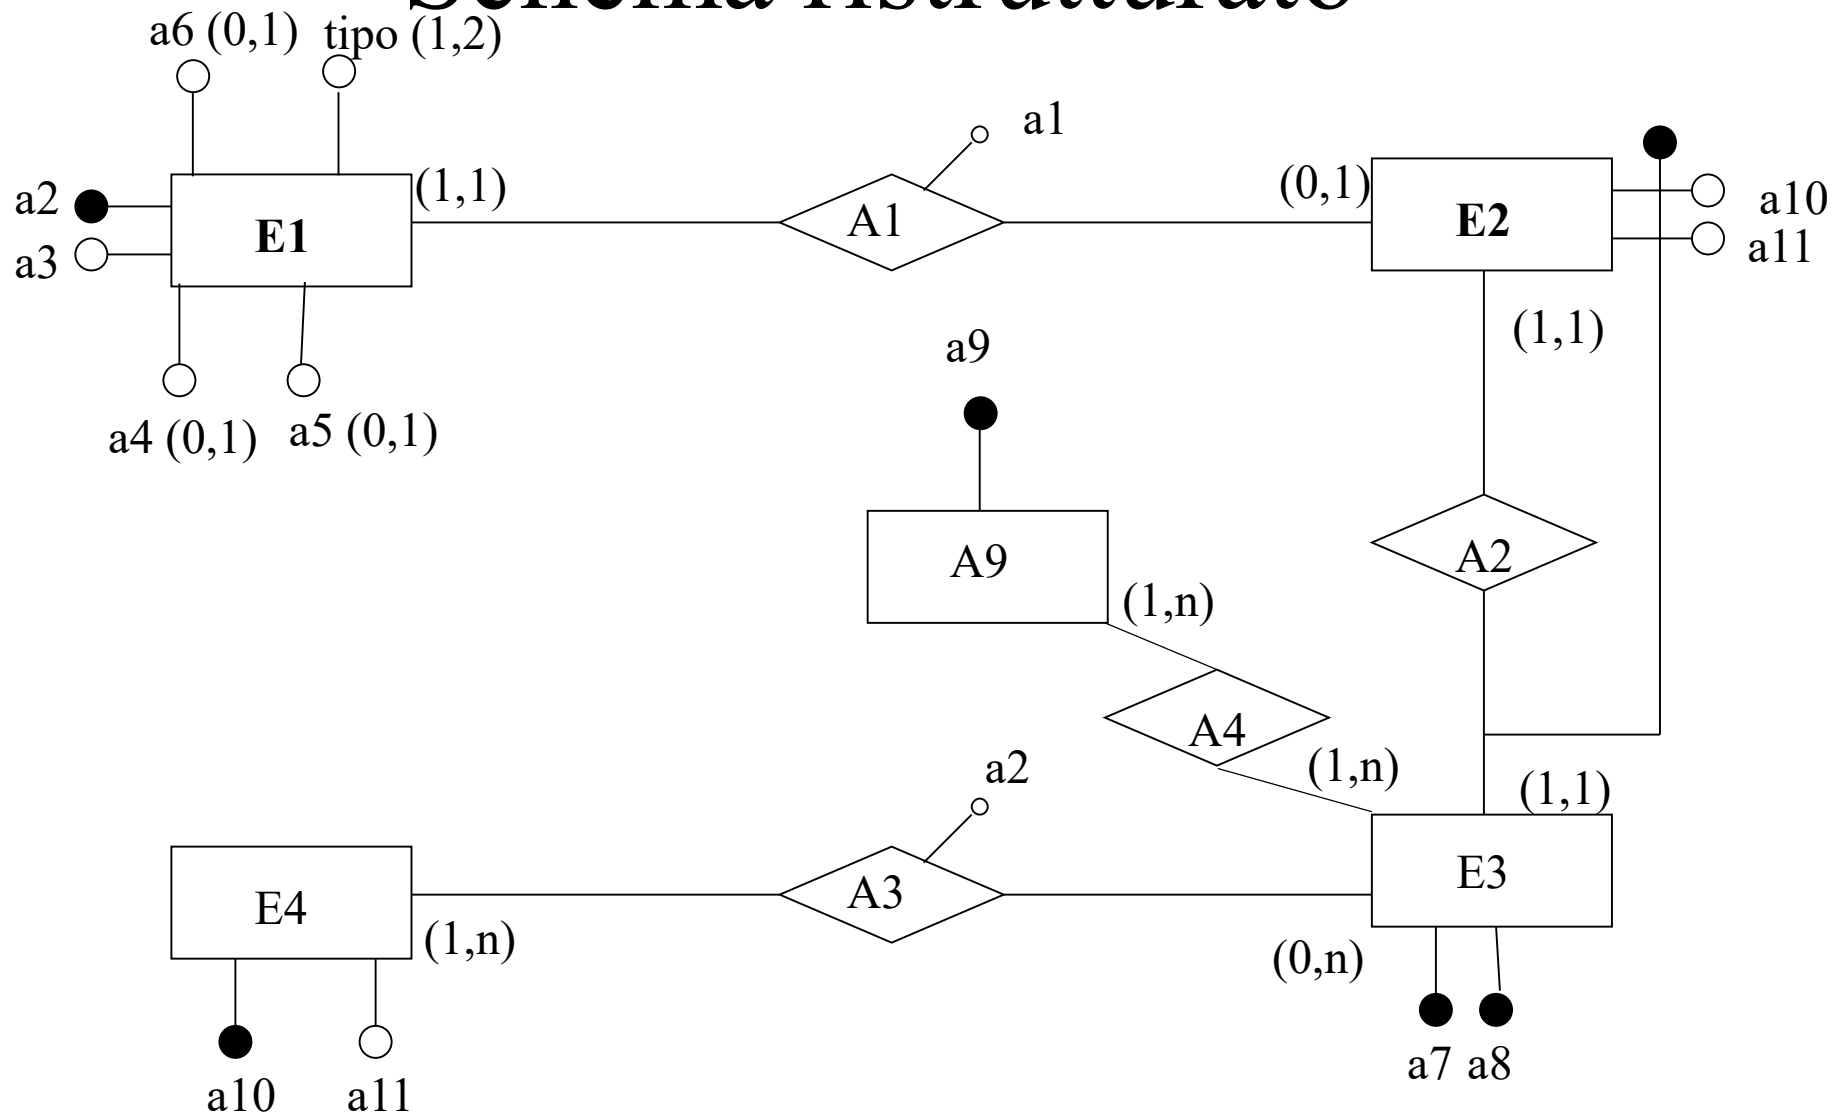 Schema ristrutturato
a6 (0,1) tipo (1,2)
a1
a2
(1,1)
(0,1)
a10
E1
A1
E2
a3
a11
(1,1)
a9
a4 (0,1) a5 (0,1)
A2
A9
(1,n)
A4
a2
(1,n)
(1,1)
E4
A3
E3
(1,n)
(0,n)
a7 a8
a10
a11